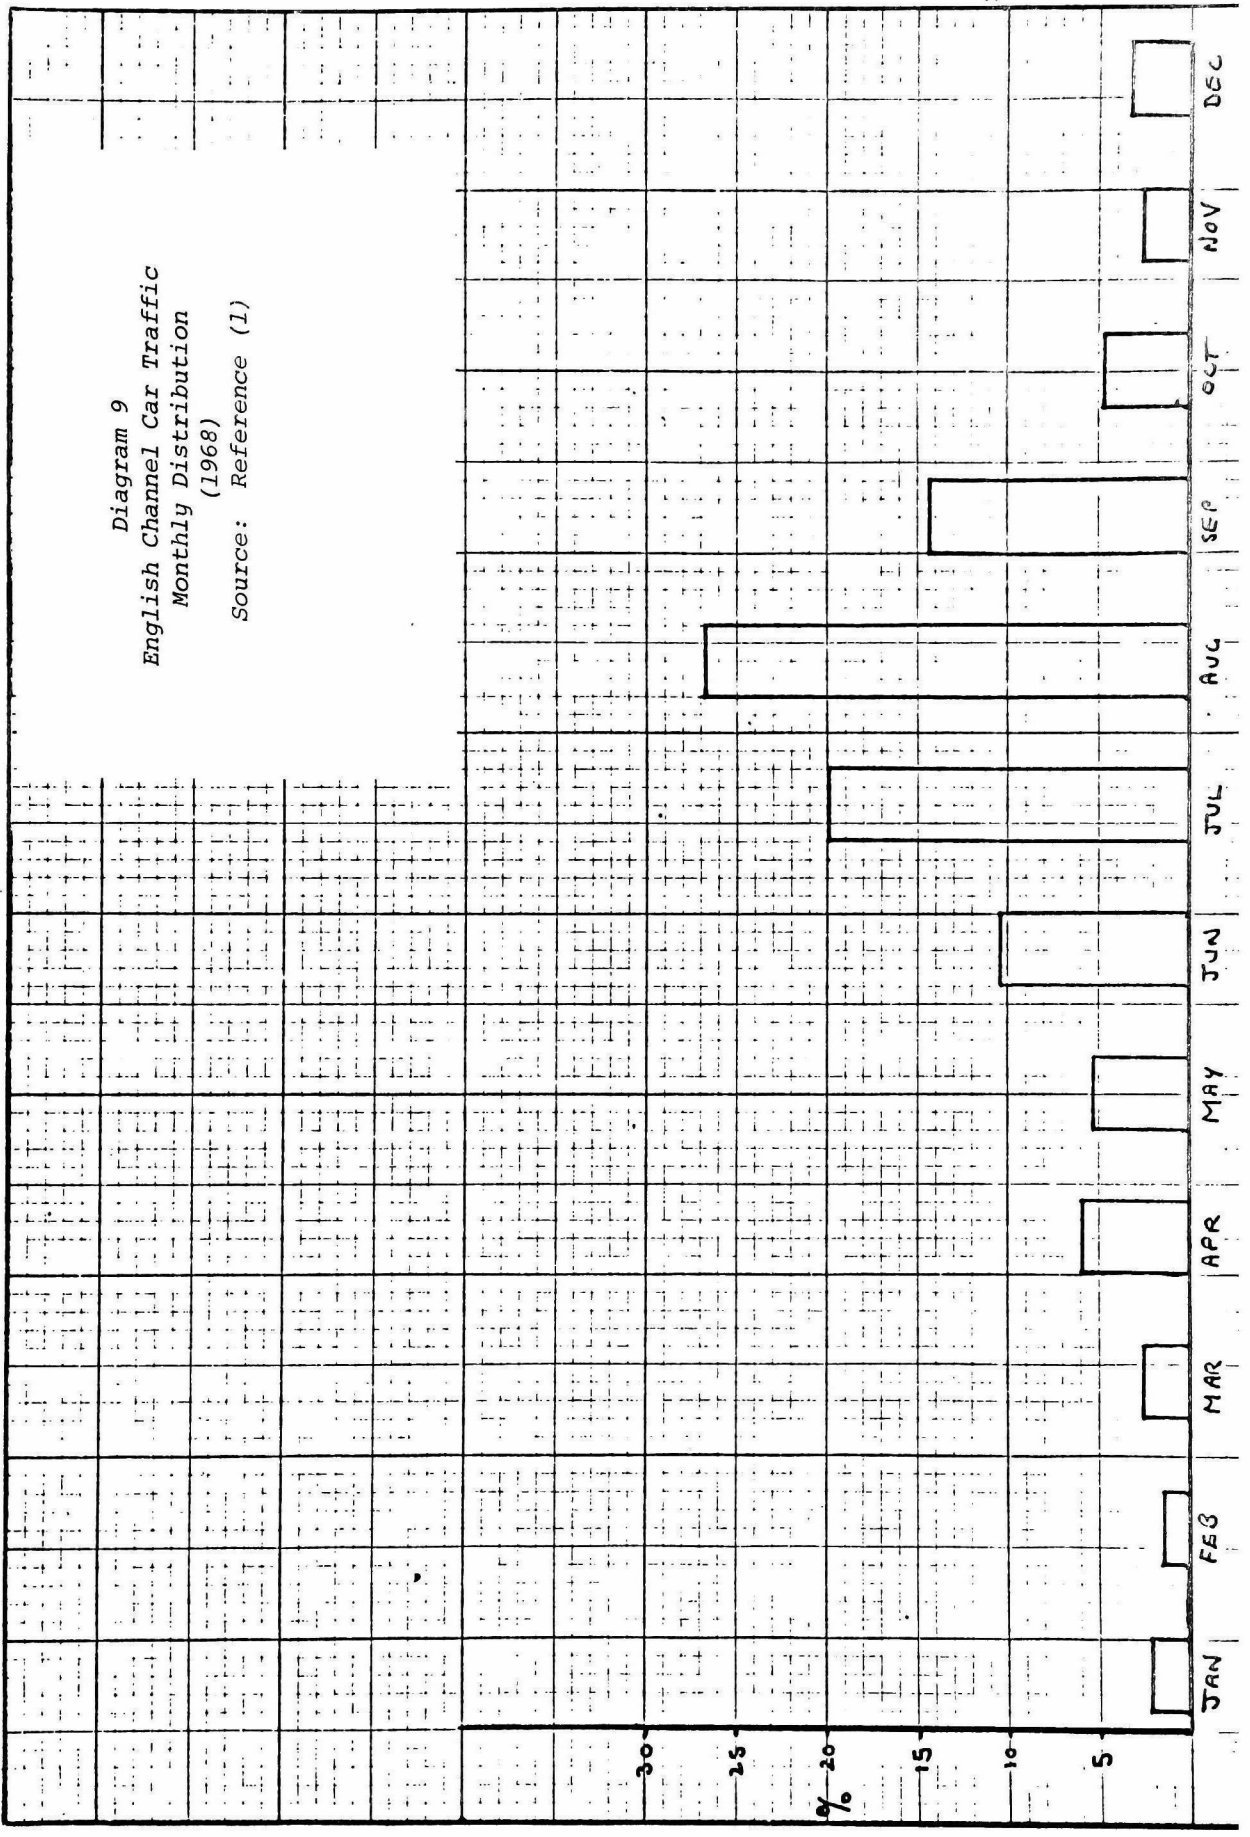 Diagram 9
English Channel Car Traffic
Monthly Distribution
(1968)
Source: Reference (1)
30
25
20
%
15
10
5
JAN FEB MAR APR MAY JUN JUL AUG SEP OCT NOV DEC